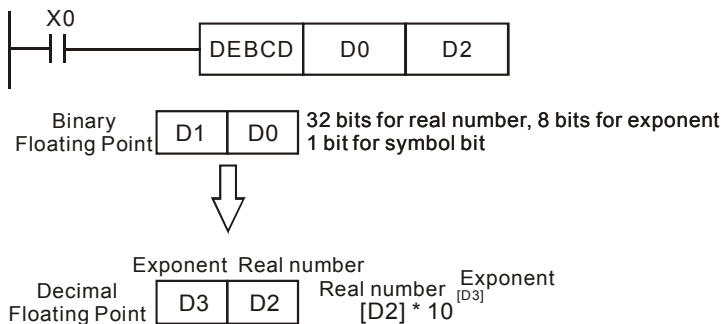 X0
DEBCD D0 D2
Binary
Floating Point
D1 D0
32 bits for real number, 8 bits for exponent
1 bit for symbol bit
Exponent Real number
Decimal
Floating Point
D3 D2
Real number Exponent
[D2] * 10 [D3]